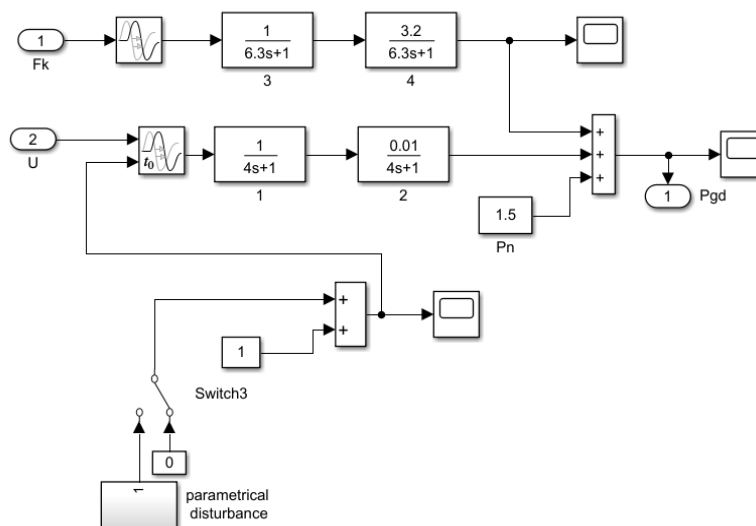 1
Fk
1
6.3s+1
3
3.2
6.3s+1
4
2
U
t₀
1
4s+1
1
0.01
4s+1
2
+
+
+
1.5
Pn
1
Pgd
+
+
1
Switch3
0
1
parametrical
disturbance